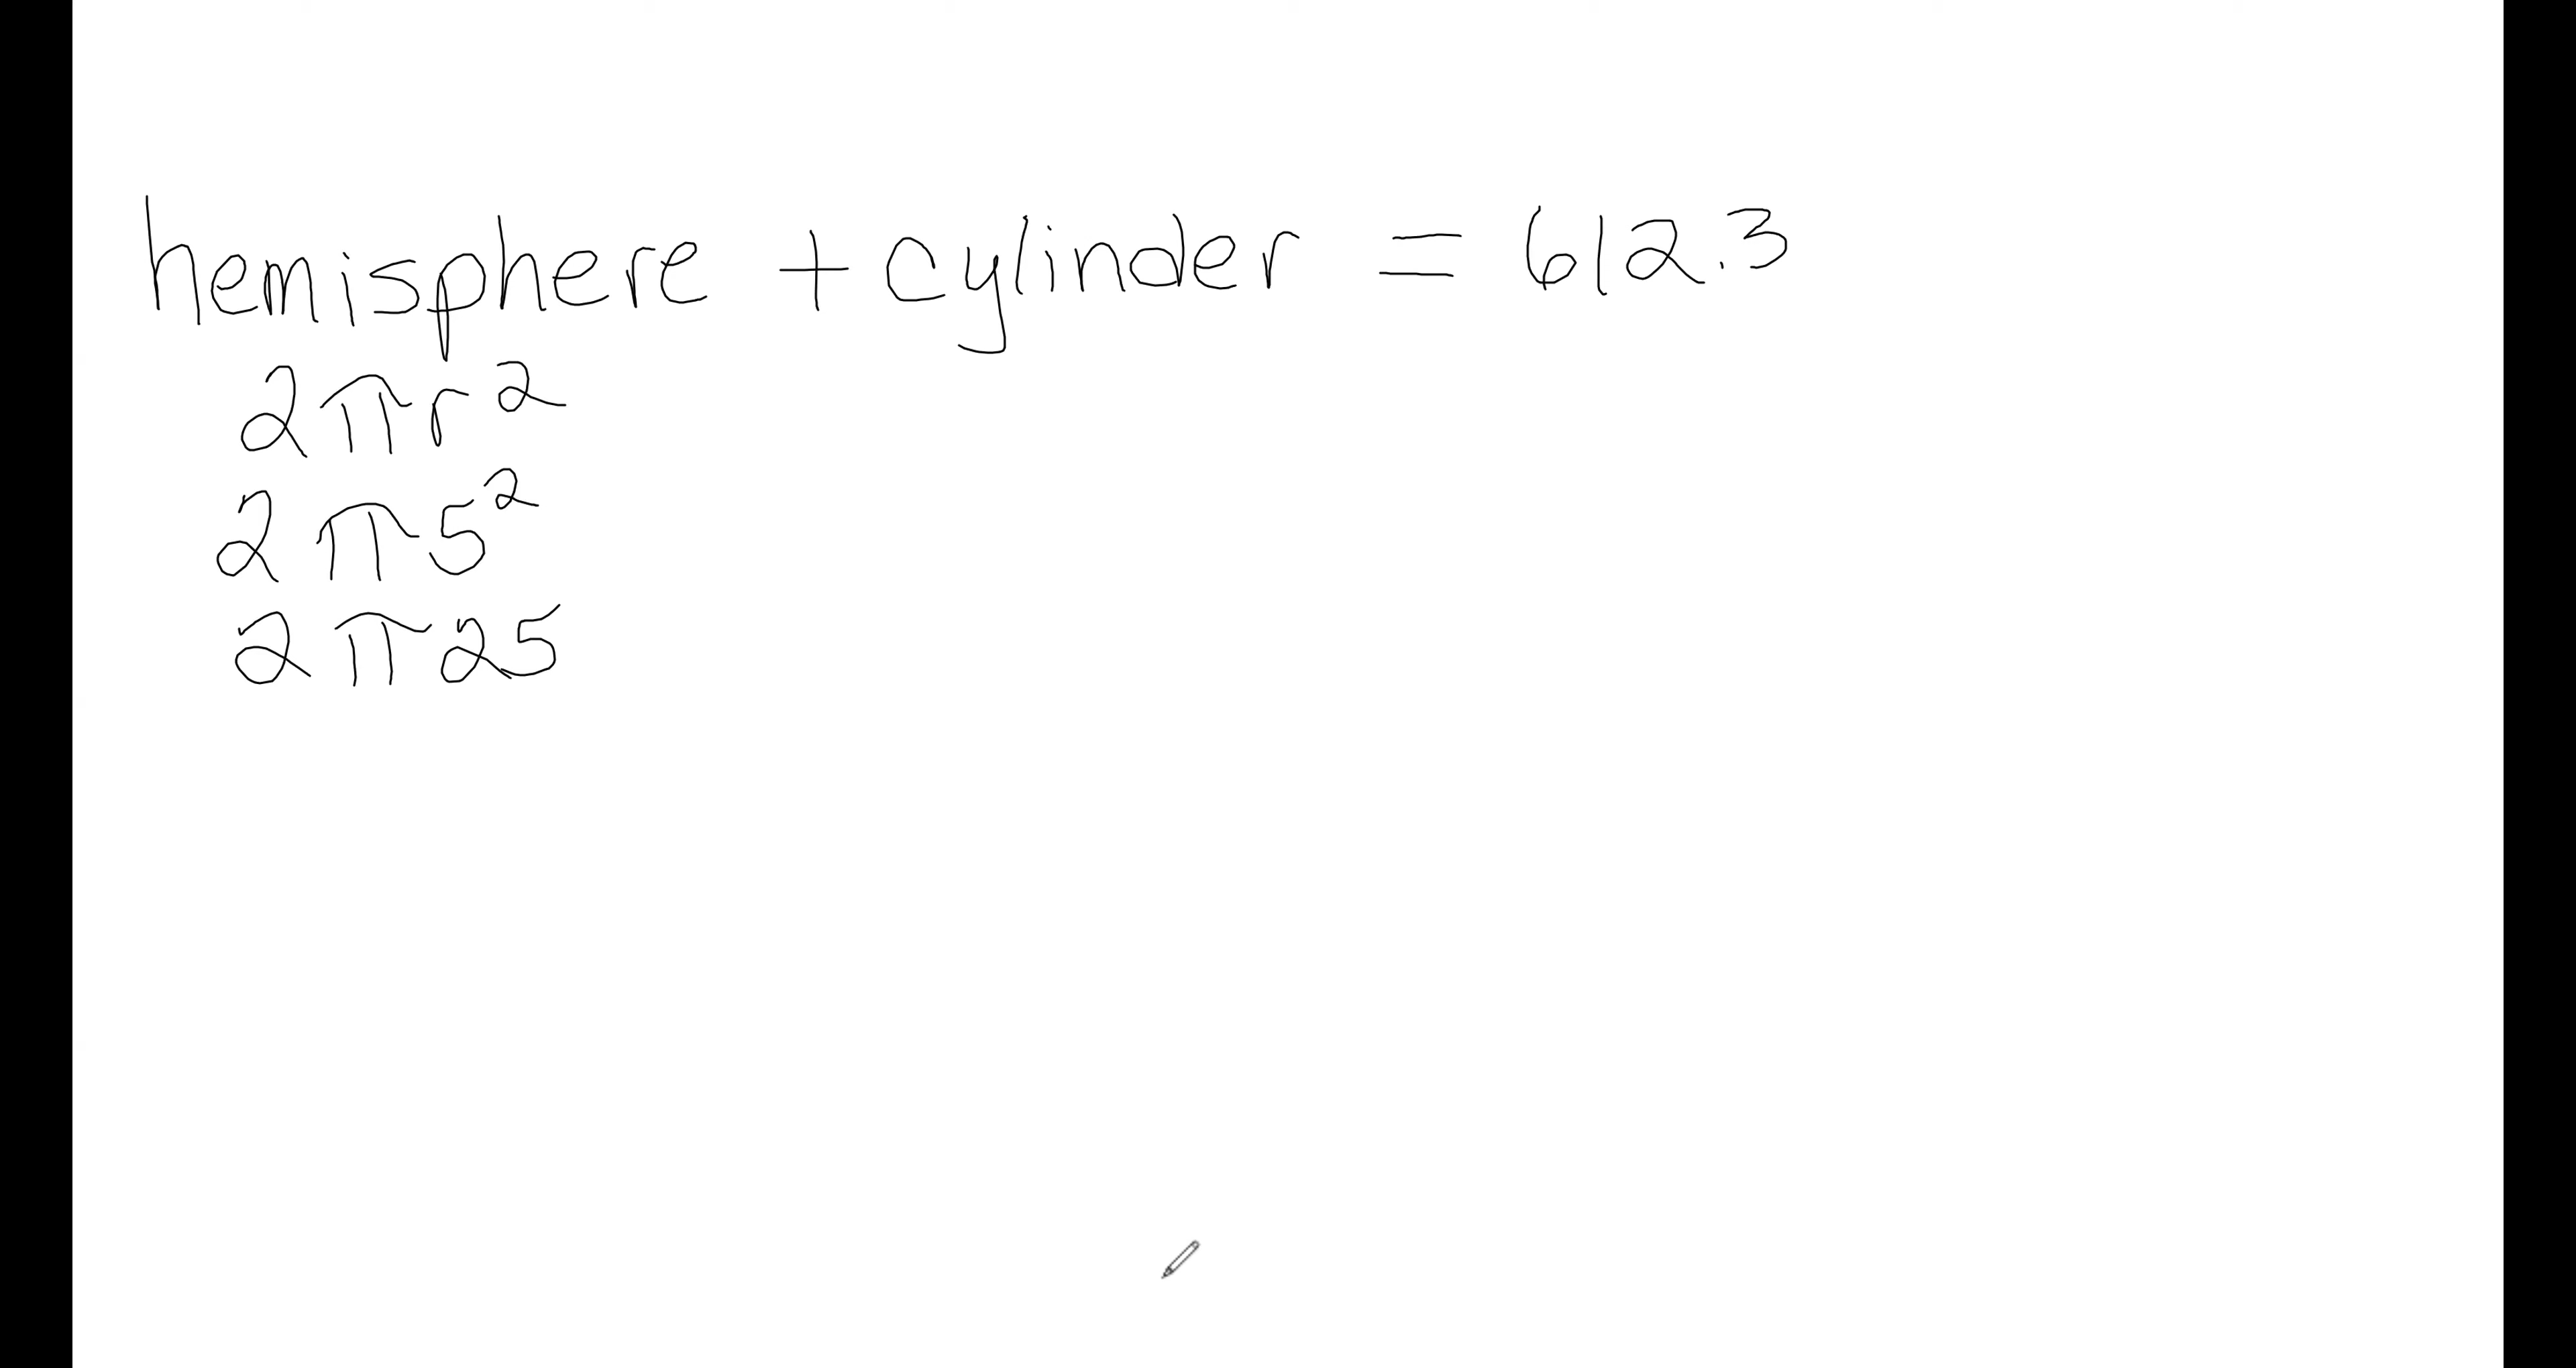 hemisphere + cylinder = 612.3
2πr²
2π5²
2π25